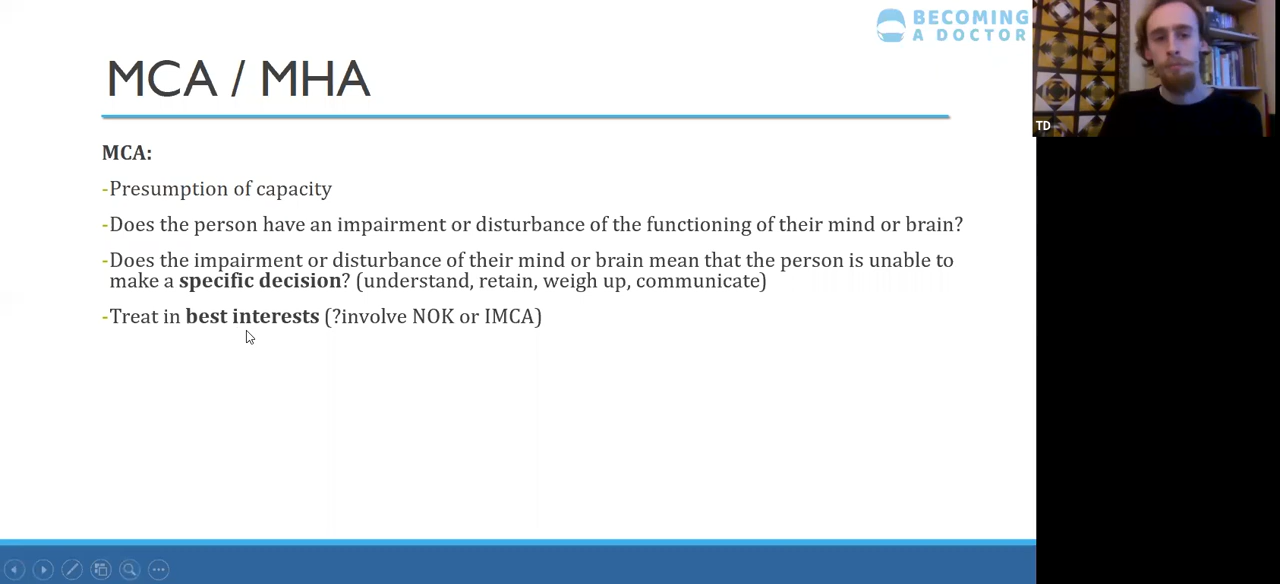 BECOMING
A DOCTOR
MCA / MHA
TD
MCA:
-Presumption of capacity
-Does the person have an impairment or disturbance of the functioning of their mind or brain?
-Does the impairment or disturbance of their mind or brain mean that the person is unable to
make a specific decision? (understand, retain, weigh up, communicate)
-Treat in best interests (?involve NOK or IMCA)